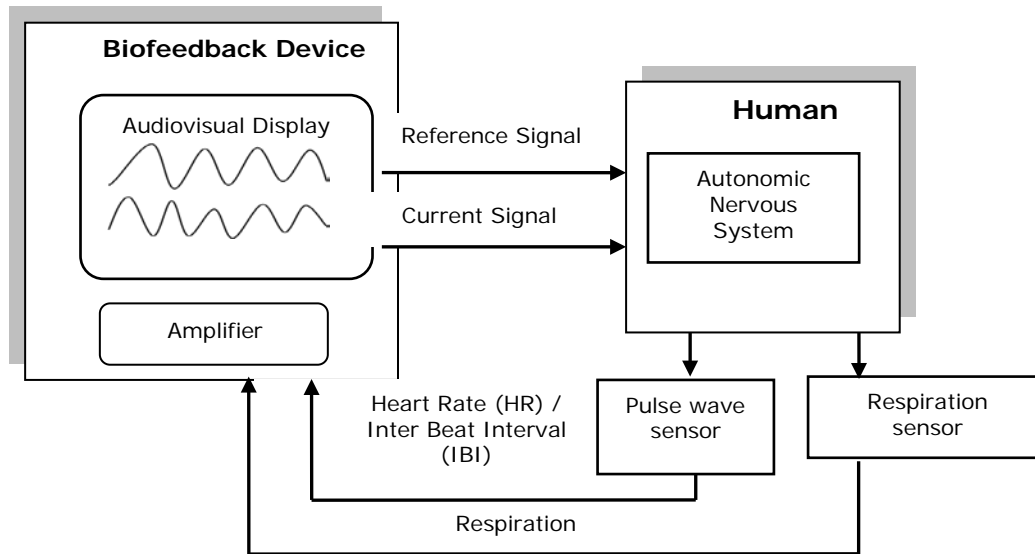 Biofeedback Device
Audiovisual Display
Amplifier
Reference Signal
Current Signal
Human
Autonomic
Nervous
System
Heart Rate (HR) /
Inter Beat Interval
(IBI)
Pulse wave
sensor
Respiration
sensor
Respiration